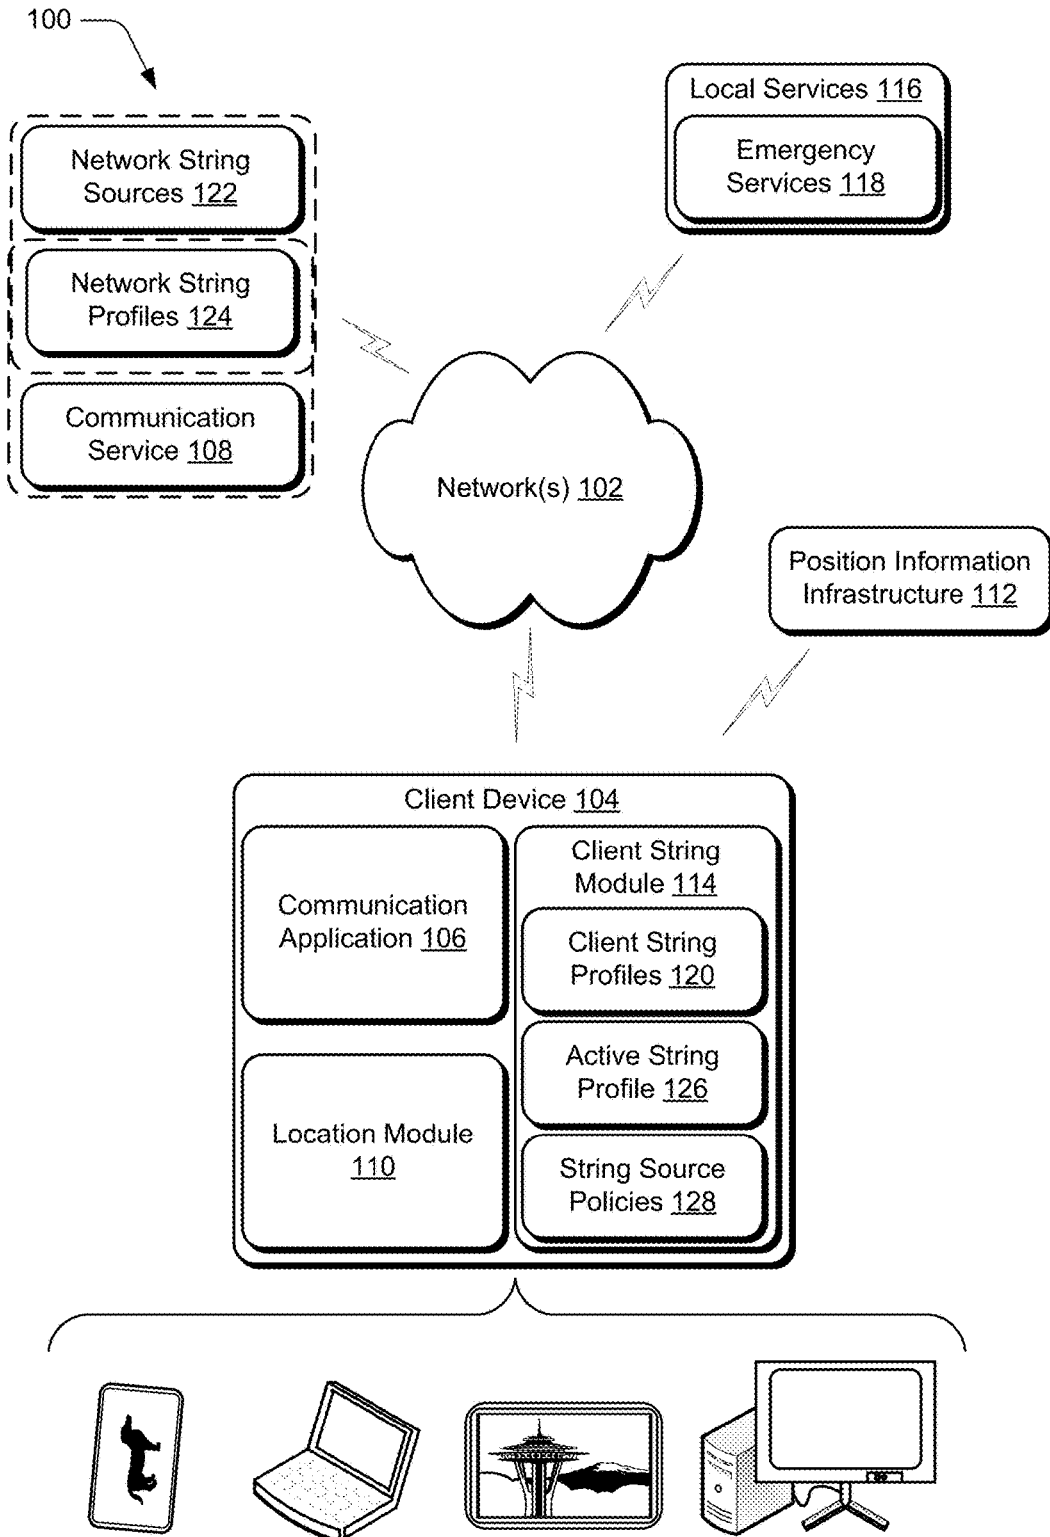 100
Local Services 116
Emergency
Services 118
Network String
Sources 122
Network String
Profiles 124
Communication
Service 108
Network(s) 102
Position Information
Infrastructure 112
Client Device 104
Communication
Application 106
Location Module
110
Client String
Module 114
Client String
Profiles 120
Active String
Profile 126
String Source
Policies 128